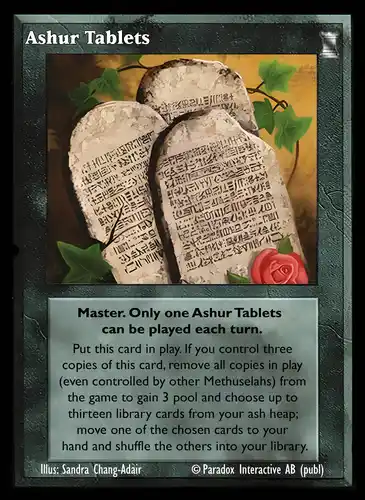 Ashur Tablets
Master. Only one Ashur Tablets
can be played each turn.
Put this card in play. If you control three
copies of this card, remove all copies in play
(even controlled by other Methuselahs) from
the game to gain 3 pool and choose up to
thirteen library cards from your ash heap;
move one of the chosen cards to your
hand and shuffle the others into your library.
Illus: Sandra Chang-Adair © Paradox Interactive AB (publ)